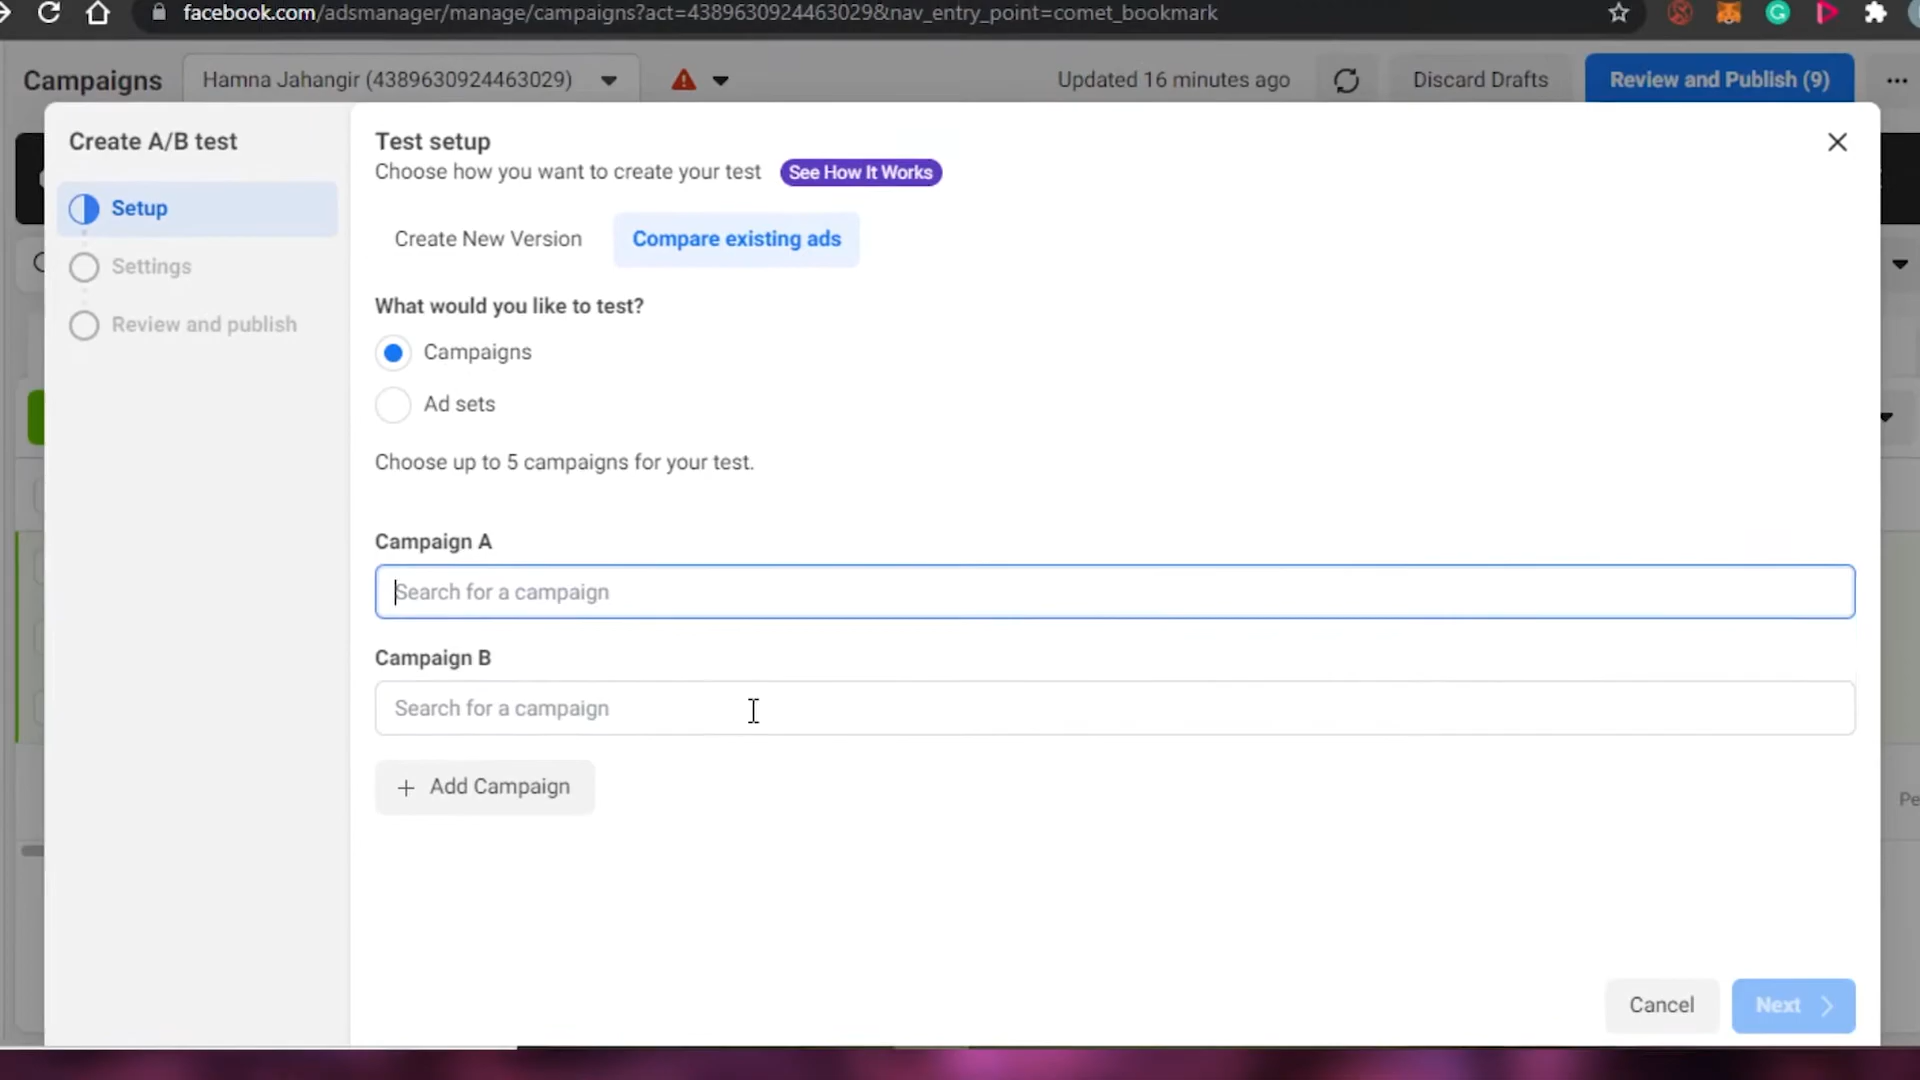 facebook.com/adsmanager/manage/campaigns?act=4389630924463029&nav_entry_point=comet_bookmark
Campaigns
Hamna Jahangir (4389630924463029)
Updated 16 minutes ago
Discard Drafts
Review and Publish (9)
Create A/B test
Setup
Settings
Review and publish
Test setup
Choose how you want to create your test
See How It Works
Create New Version
Compare existing ads
What would you like to test?
Campaigns
Ad sets
Choose up to 5 campaigns for your test.
Campaign A
Search for a campaign
Campaign B
Search for a campaign
+ Add Campaign
Cancel
Next
Pe